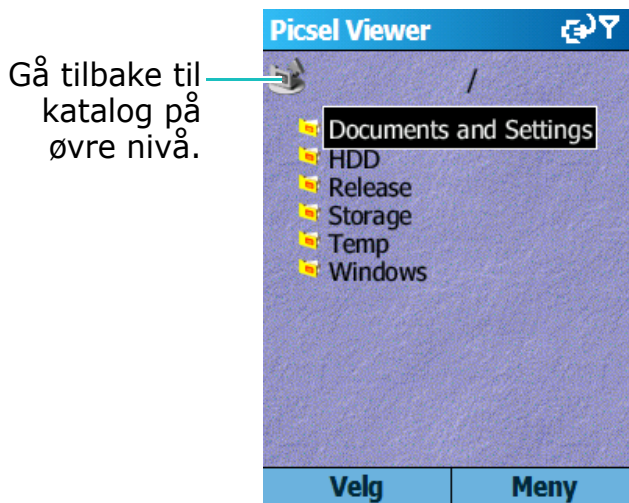 Picsel Viewer
Gå tilbake til
katalog på
øvre nivå.
/
Documents and Settings
HDD
Release
Storage
Temp
Windows
Velg
Meny